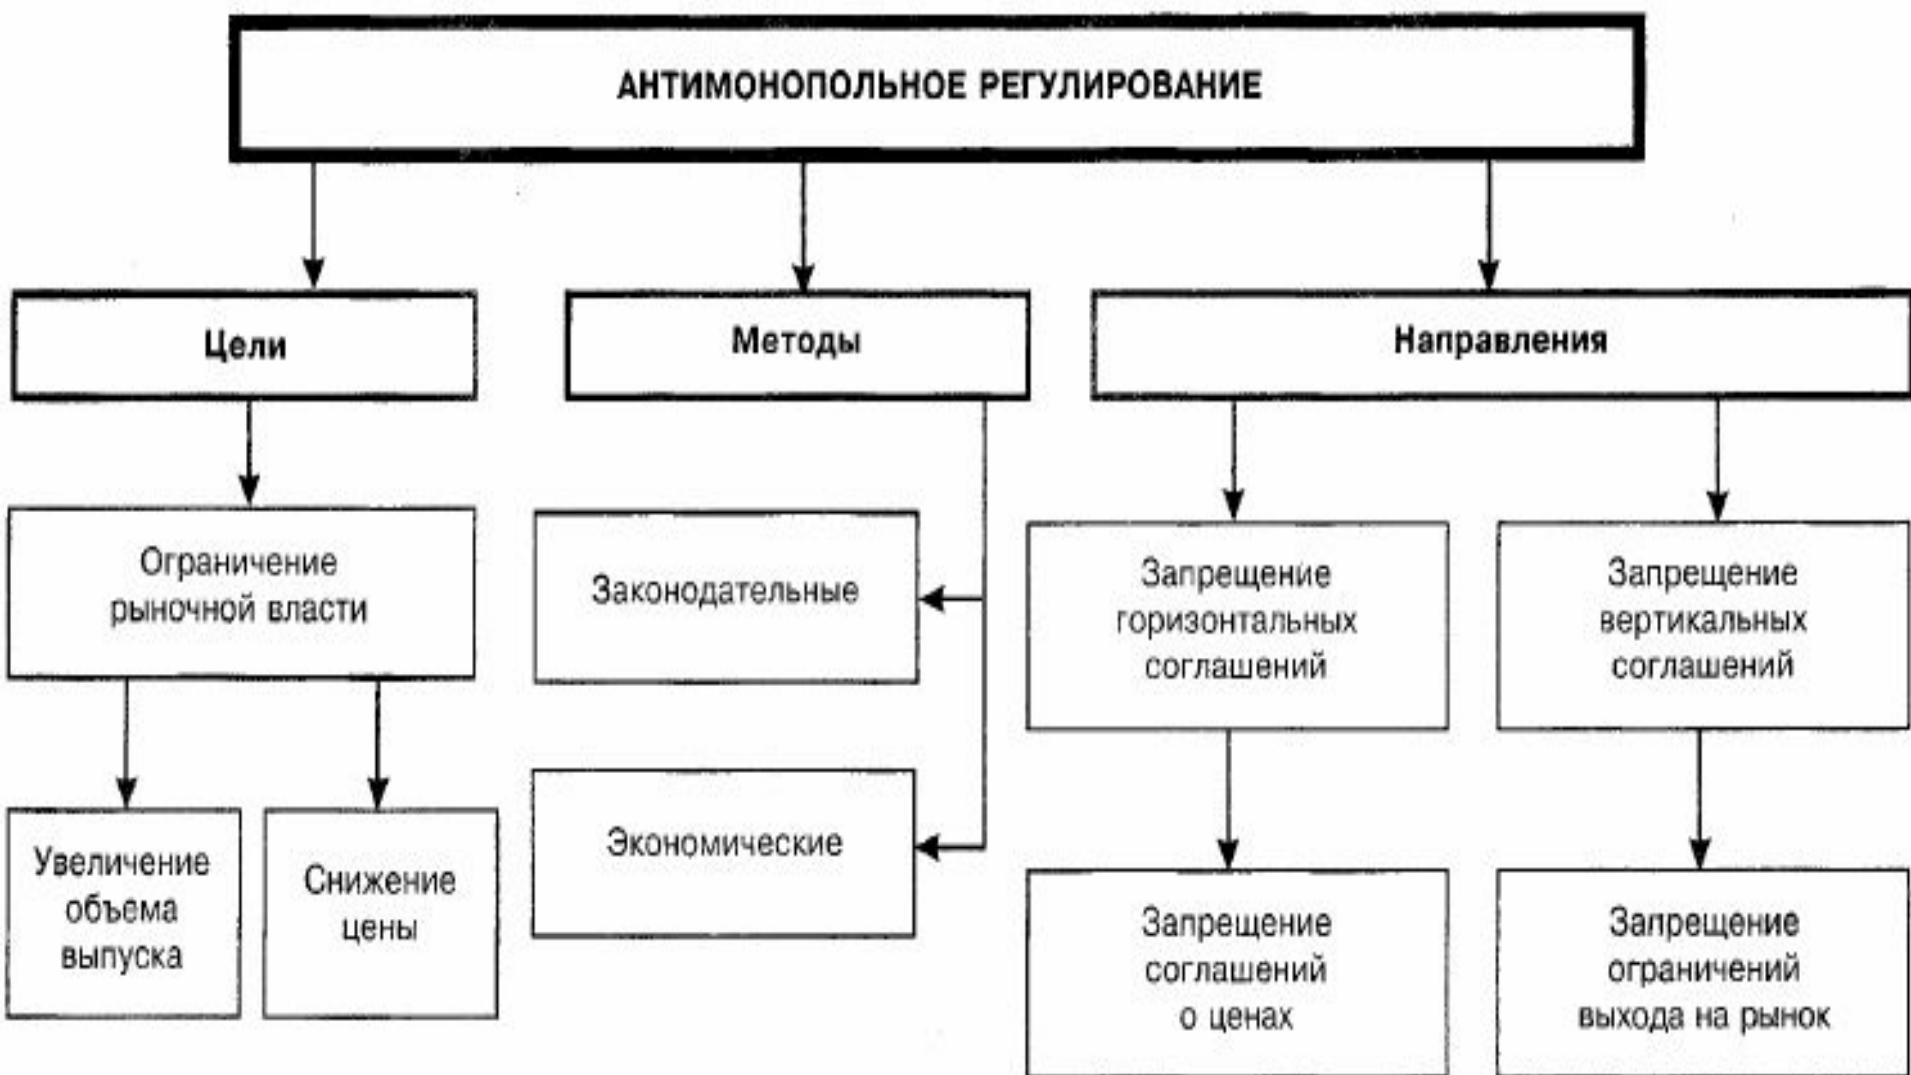 АНТИМОНОПОЛЬНОЕ РЕГУЛИРОВАНИЕ
Цели
Методы
Направления
Ограничение
рыночной власти
Законодательные
Запрещение
горизонтальных
соглашений
Запрещение
вертикальных
соглашений
Увеличение
объема
выпуска
Снижение
цены
Экономические
Запрещение
соглашений
о ценах
Запрещение
ограничений
выхода на рынок